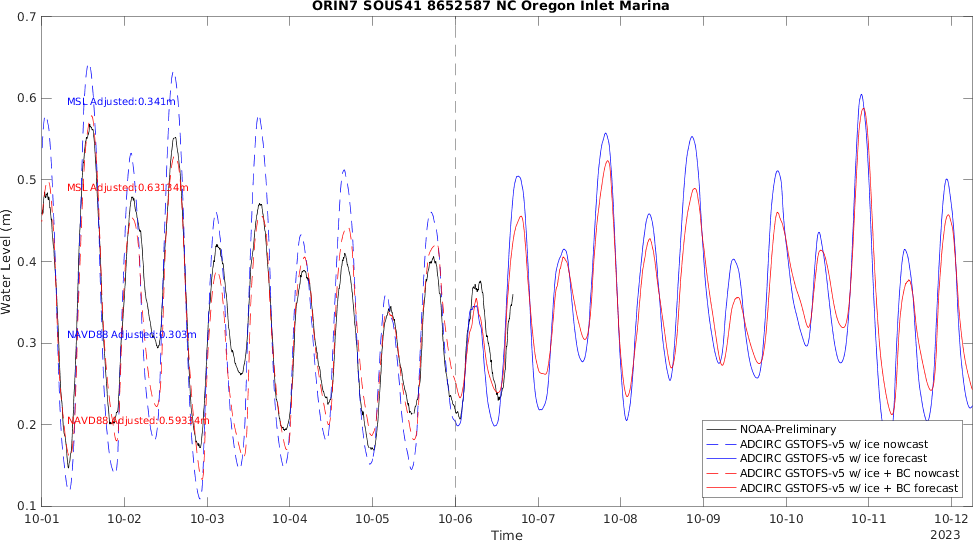 ORIN7 SOUS41 8652587 NC Oregon Inlet Marina
0.7
0.6
0.5
0.4
0.3
0.2
0.1
Water Level (m)
MSL Adjusted:0.341m
MSL Adjusted:0.63134m
NAVD88 Adjusted:0.303m
NAVD88 Adjusted:0.59334m
NOAA-Preliminary
ADCIRC GSTOFS-v5 w/ ice nowcast
ADCIRC GSTOFS-v5 w/ ice forecast
ADCIRC GSTOFS-v5 w/ ice + BC nowcast
ADCIRC GSTOFS-v5 w/ ice + BC forecast
10-01 10-02 10-03 10-04 10-05 10-06 10-07 10-08 10-09 10-10 10-11 10-12
Time
2023